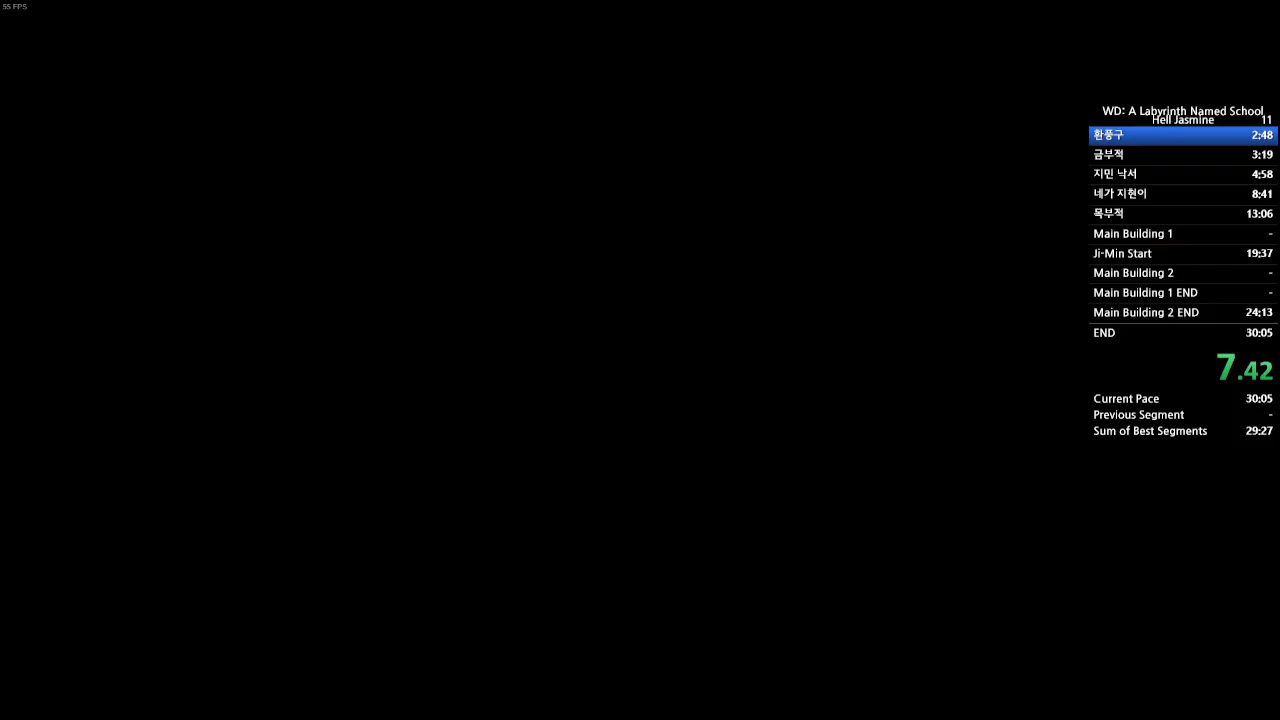 55 FPS
WD: A Labyrinth Named School
Hell Jasmine 11
환풍구 2:48
금부적 3:19
지민 낙서 4:58
네가 지현이 8:41
목부적 13:06
Main Building 1 -
Ji-Min Start 19:37
Main Building 2 -
Main Building 1 END -
Main Building 2 END 24:13
END 30:05
7.42
Current Pace 30:05
Previous Segment -
Sum of Best Segments 29:27